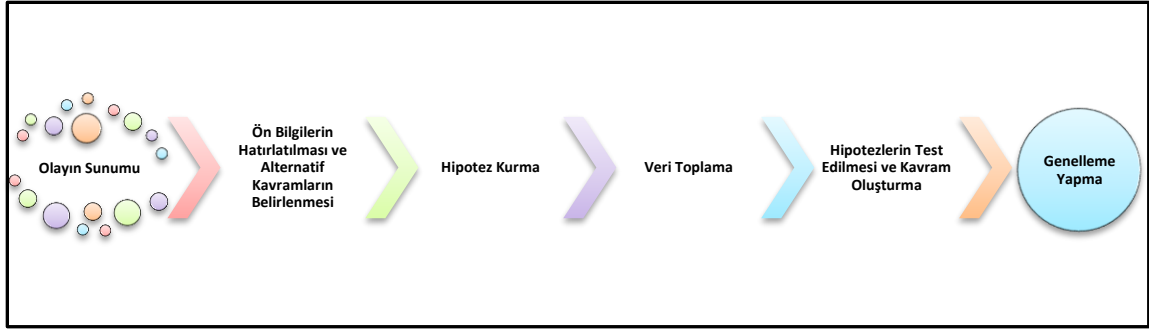 Olayın Sunumu
Ön Bilgilerin
Hatırlatılması ve
Alternatif
Kavramların
Belirlenmesi
Hipotez Kurma
Veri Toplama
Hipotezlerin Test
Edilmesi ve Kavram
Oluşturma
Genelleme
Yapma